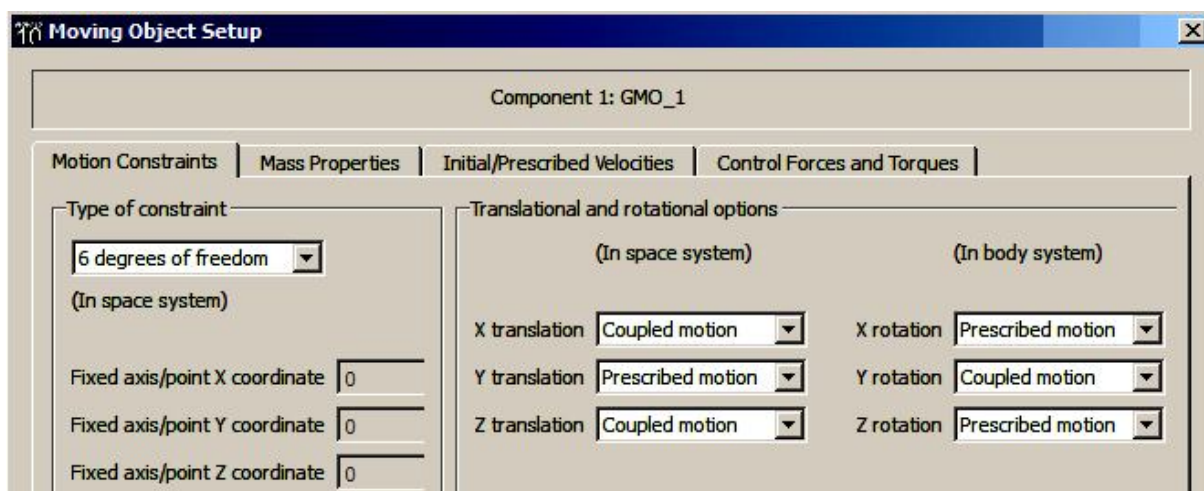 Moving Object Setup
Component 1: GMO_1
Motion Constraints Mass Properties Initial/Prescribed Velocities Control Forces and Torques
Type of constraint
6 degrees of freedom
(In space system)
Fixed axis/point X coordinate 0
Fixed axis/point Y coordinate 0
Fixed axis/point Z coordinate 0
Translational and rotational options
(In space system) (In body system)
X translation Coupled motion X rotation Prescribed motion
Y translation Prescribed motion Y rotation Coupled motion
Z translation Coupled motion Z rotation Prescribed motion